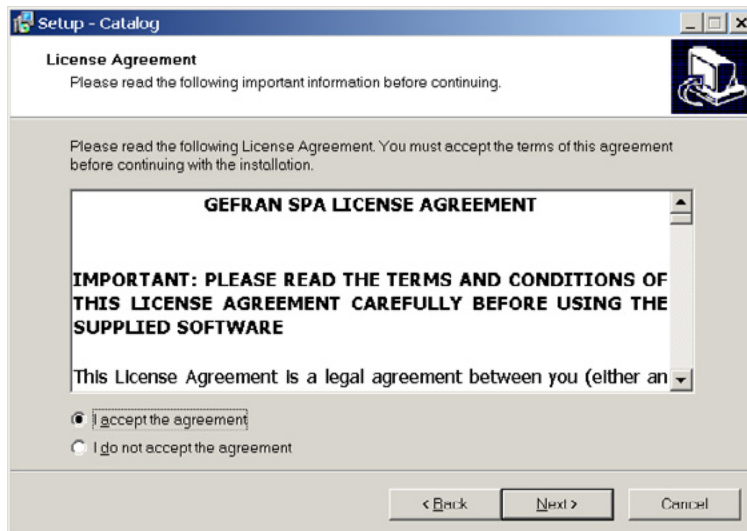 Setup - Catalog
License Agreement
Please read the following important information before continuing.
Please read the following License Agreement. You must accept the terms of this agreement
before continuing with the installation.
GEFRAN SPA LICENSE AGREEMENT
IMPORTANT: PLEASE READ THE TERMS AND CONDITIONS OF
THIS LICENSE AGREEMENT CAREFULLY BEFORE USING THE
SUPPLIED SOFTWARE
This License Agreement is a legal agreement between you (either an
I accept the agreement
I do not accept the agreement
< Back Next > Cancel